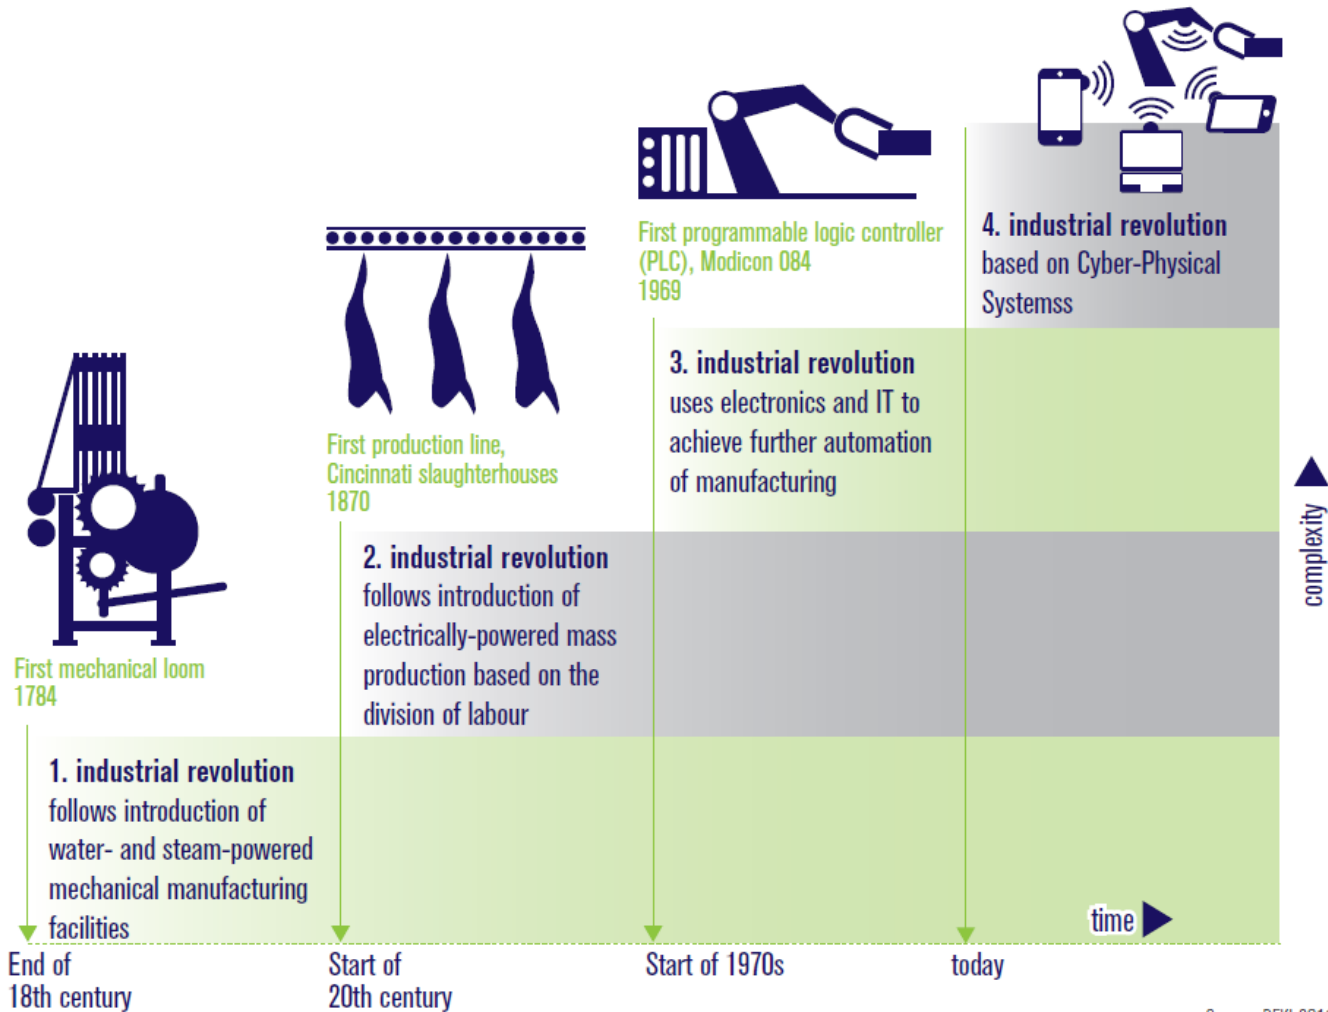 First mechanical loom
1784
1. industrial revolution
follows introduction of
water- and steam-powered
mechanical manufacturing
facilities
End of
18th century
First production line,
Cincinnati slaughterhouses
1870
2. industrial revolution
follows introduction of
electrically-powered mass
production based on the
division of labour
Start of
20th century
First programmable logic controller
(PLC), Modicon 084
1969
3. industrial revolution
uses electronics and IT to
achieve further automation
of manufacturing
Start of 1970s
4. industrial revolution
based on Cyber-Physical
Systemss
today
time
complexity